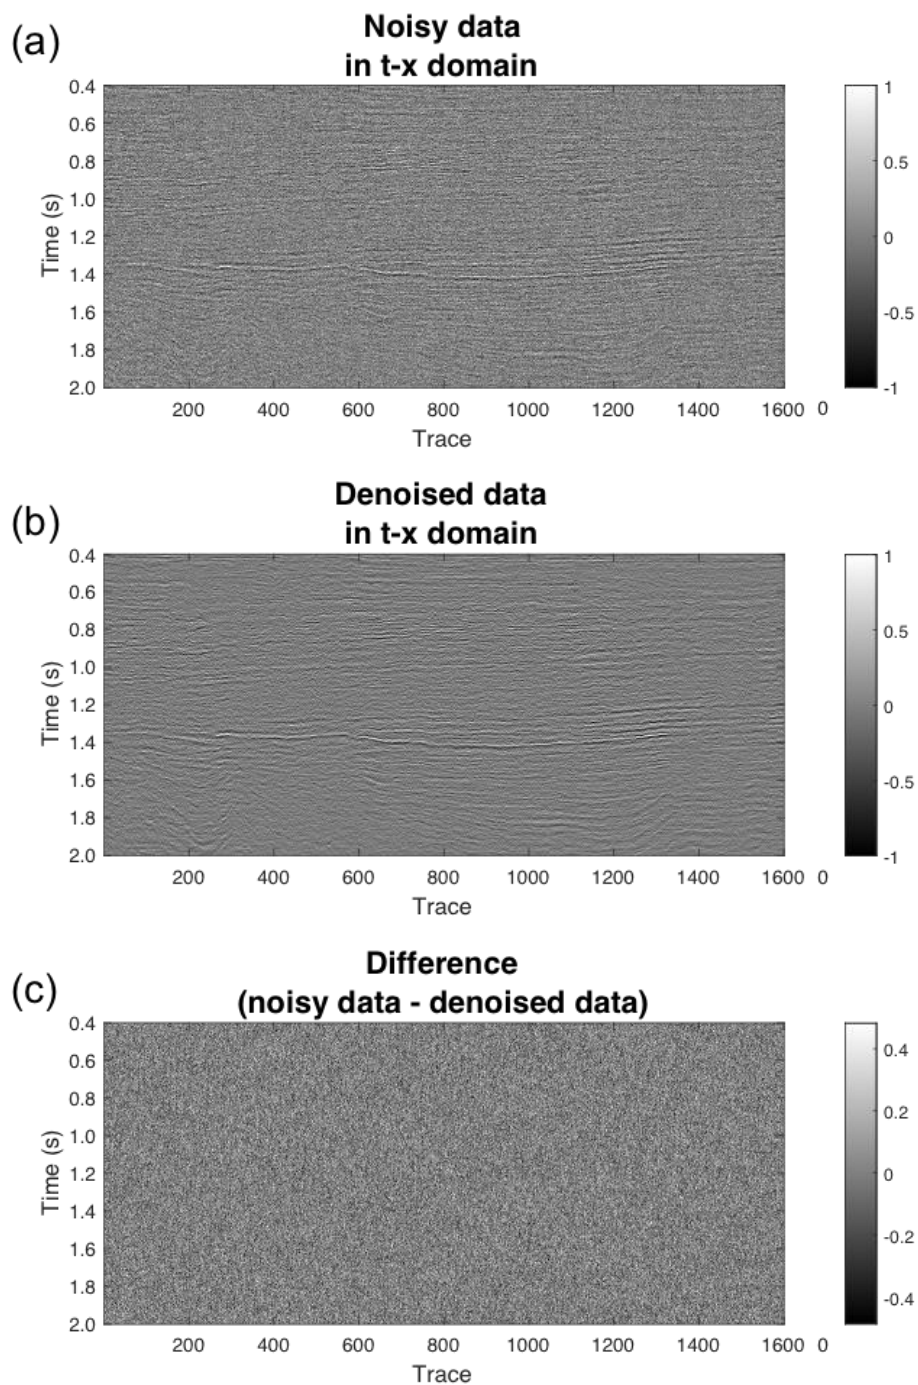 (a)
Noisy data
in t-x domain
0.4
0.6
0.8
1.0
1.2
1.4
1.6
1.8
2.0
Time (s)
200 400 600 800 1000 1200 1400 1600 0
Trace
1
0.5
0
-0.5
-1
(b)
Denoised data
in t-x domain
0.4
0.6
0.8
1.0
1.2
1.4
1.6
1.8
2.0
Time (s)
200 400 600 800 1000 1200 1400 1600 0
Trace
1
0.5
0
-0.5
-1
(c)
Difference
(noisy data - denoised data)
0.4
0.6
0.8
1.0
1.2
1.4
1.6
1.8
2.0
Time (s)
200 400 600 800 1000 1200 1400 1600 0
Trace
0.4
0.2
0
-0.2
-0.4